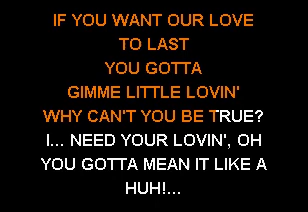 IF YOU WANT OUR LOVE
TO LAST
YOU GOTTA
GIMME LITTLE LOVIN'
WHY CAN'T YOU BE TRUE?
I... NEED YOUR LOVIN', OH
YOU GOTTA MEAN IT LIKE A
HUH!...